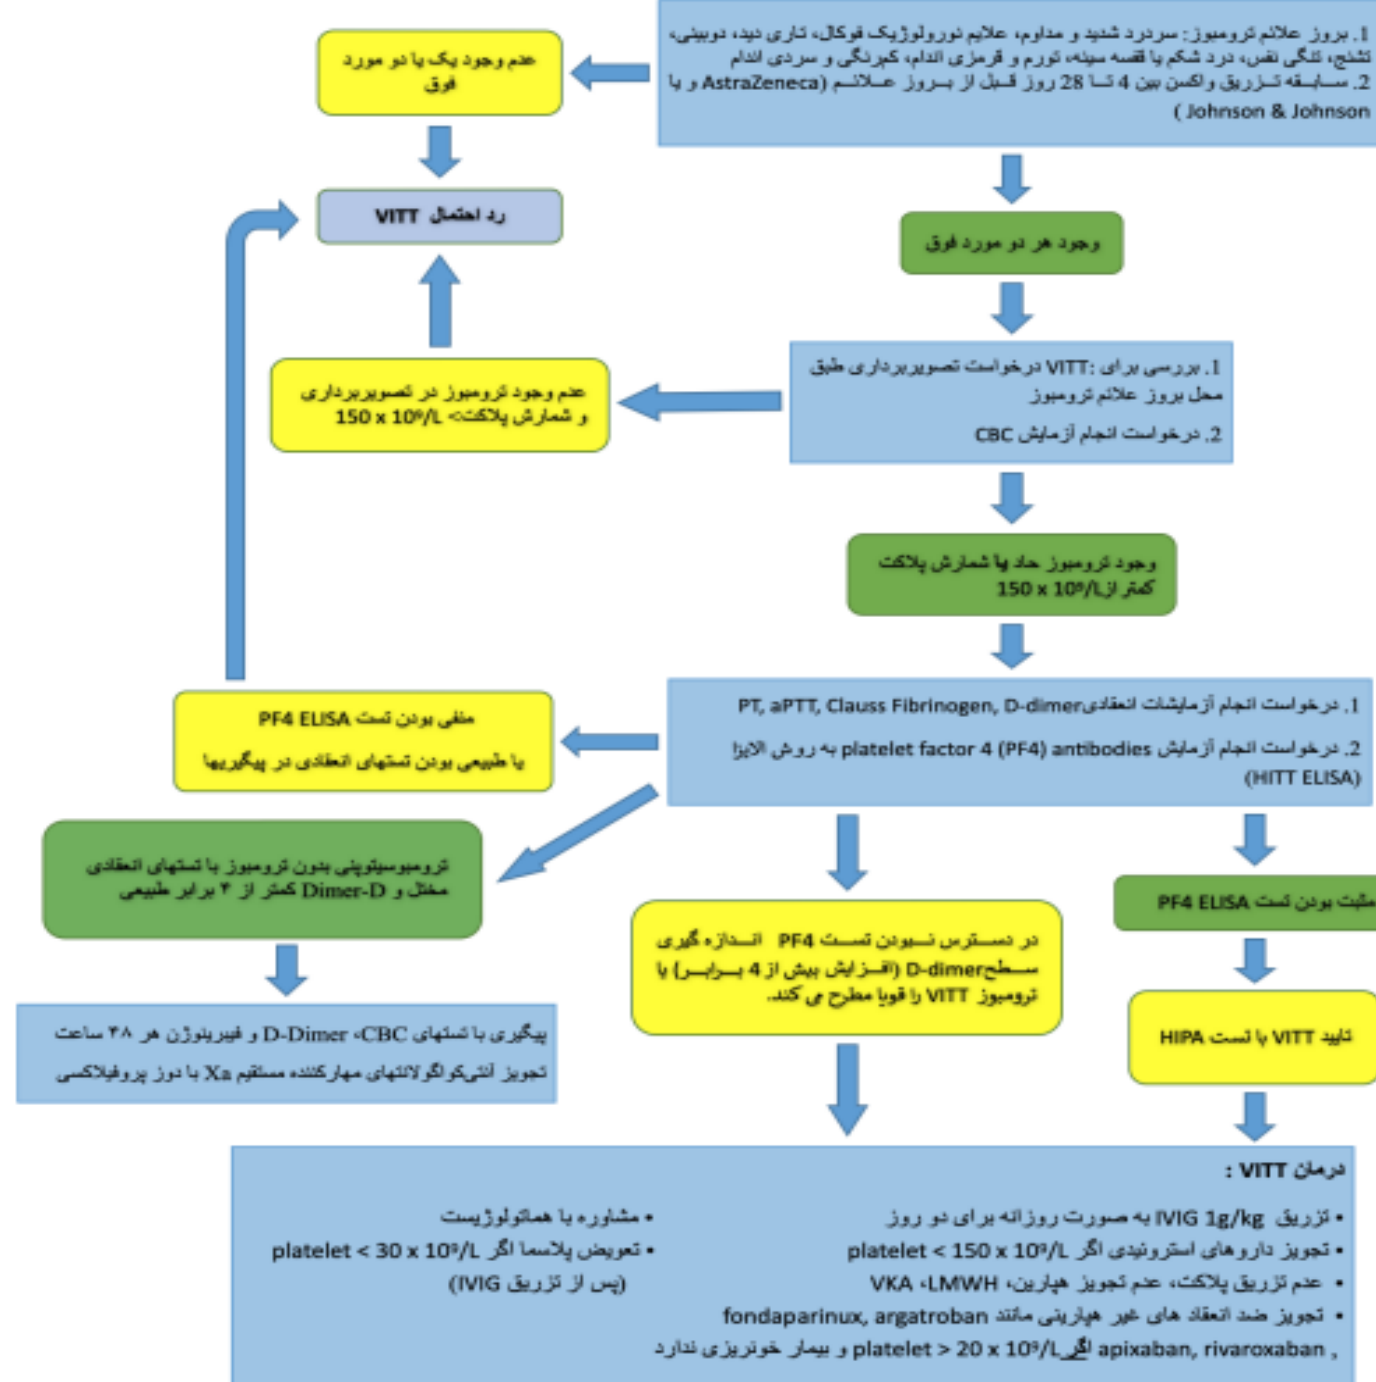 1. بروز علائم ترومبوز: سردرد شدید و مداوم، علایم نورولوژیک فوکال، تاری دید، دوبینی،
تشنج، تنگی نفس، درد شکم یا قفسه سینه، تورم و قرمزی اندام، کمرنگی و سردی اندام
2. سابقه تزریق واکسن بین 4 تا 28 روز قبل از بروز علائم (AstraZeneca و یا
Johnson & Johnson )
عدم وجود یک یا دو مورد
فوق
رد احتمال VITT
وجود هر دو مورد فوق
1. بررسی برای :VITT درخواست تصویربرداری طبق
محل بروز علائم ترومبوز
2. درخواست انجام آزمایش CBC
عدم وجود ترومبوز در تصویربرداری
و شمارش پلاکت> 150 x 10⁹/L
وجود ترومبوز حاد یا شمارش پلاکت
کمتر از 150 x 10⁹/L
1. درخواست انجام آزمایشات انعقادی PT, aPTT, Clauss Fibrinogen, D-dimer
2. درخواست انجام آزمایش platelet factor 4 (PF4) antibodies به روش الایزا
(HITT ELISA)
منفی بودن تست PF4 ELISA
یا طبیعی بودن تستهای انعقادی در پیگیریها
ترومبوسیتوپنی بدون ترومبوز با تستهای انعقادی
مختل و Dimer-D کمتر از ۴ برابر طبیعی
پیگیری با تستهای CBC، D-Dimer و فیبرینوژن هر ۴۸ ساعت
تجویز آنتی‌کواگولانتهای مهارکننده مستقیم Xa با دوز پروفیلاکسی
در دسترس نبودن تست PF4 اندازه گیری
سطح D-dimer (افزایش بیش از 4 برابر) یا
ترومبوز VITT را قویا مطرح می کند.
مثبت بودن تست PF4 ELISA
تایید VITT با تست HIPA
درمان VITT :
• تزریق IVIG 1g/kg به صورت روزانه برای دو روز
• تجویز داروهای استروئیدی اگر platelet < 150 x 10⁹/L
• عدم تزریق پلاکت، عدم تجویز هپارین، LMWH، VKA
• تجویز ضد انعقاد های غیر هپارینی مانند fondaparinux, argatroban
, apixaban, rivaroxaban اگر platelet > 20 x 10⁹/L و بیمار خونریزی ندارد
• مشاوره با هماتولوژیست
• تعویض پلاسما اگر platelet < 30 x 10⁹/L
(پس از تزریق IVIG)